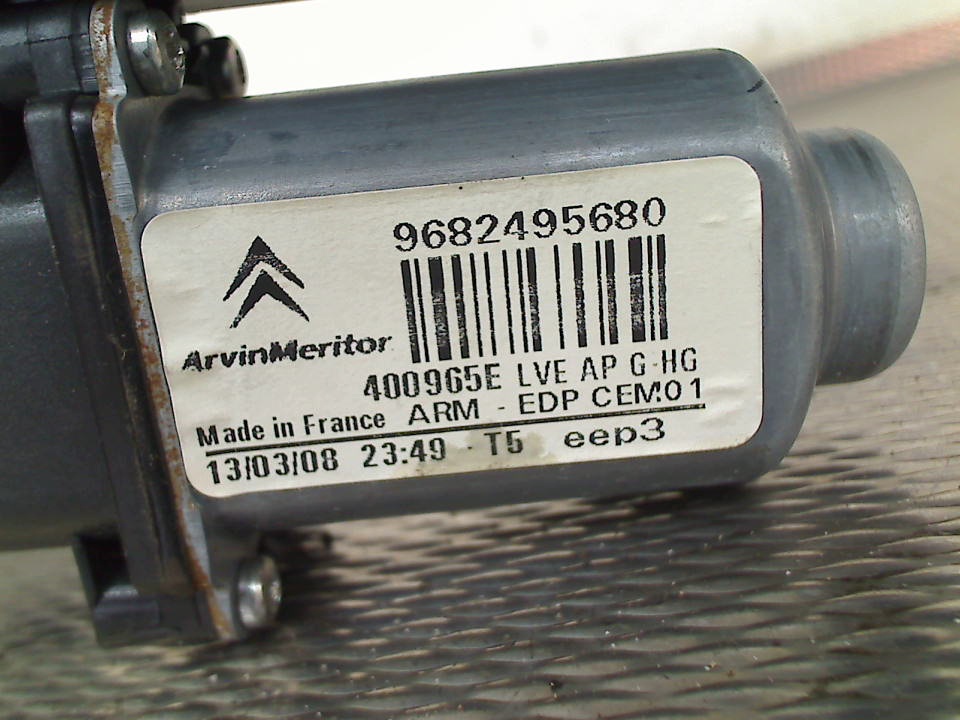 9682495680
ArvinMeritor
400965E LVE AP G-HG
Made in France ARM - EDP CEM01
13/03/08 23:49 - T5 eep3